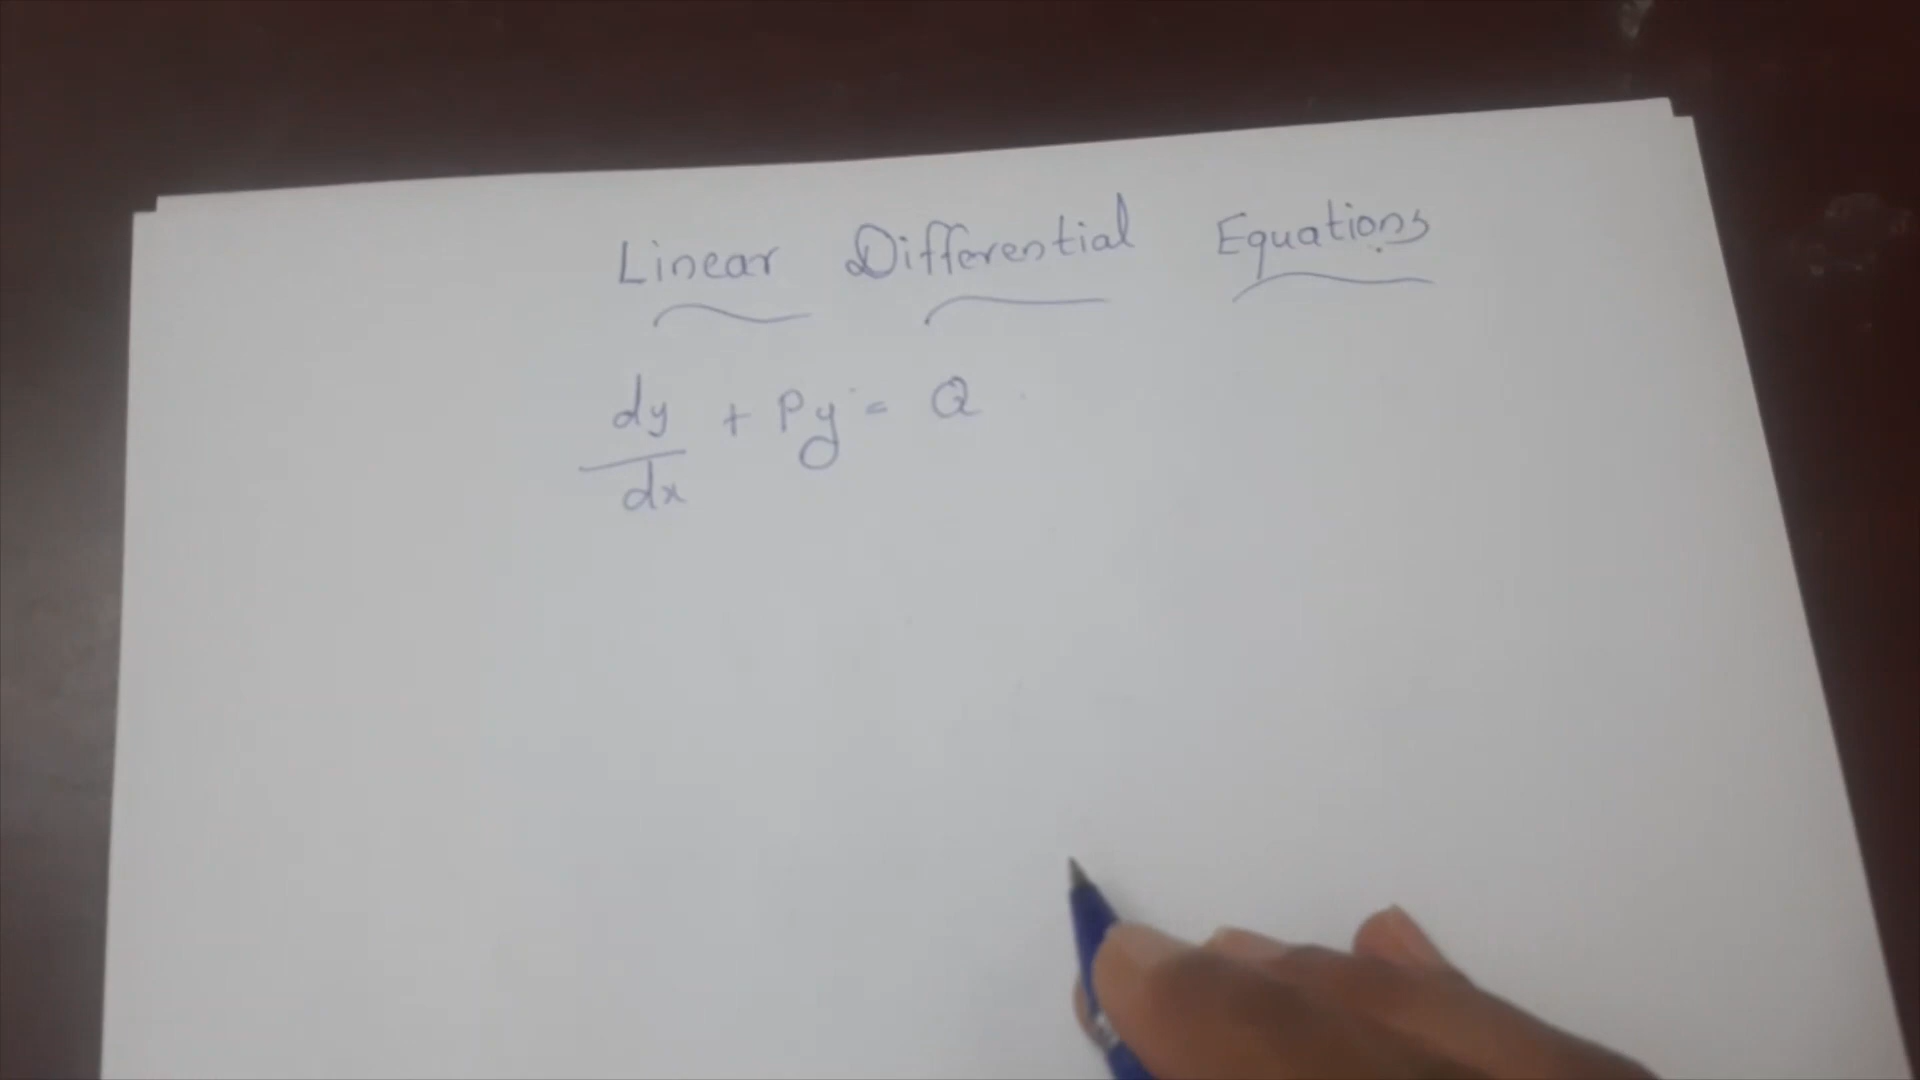 Linear Differential Equations
dy/dx + Py = Q